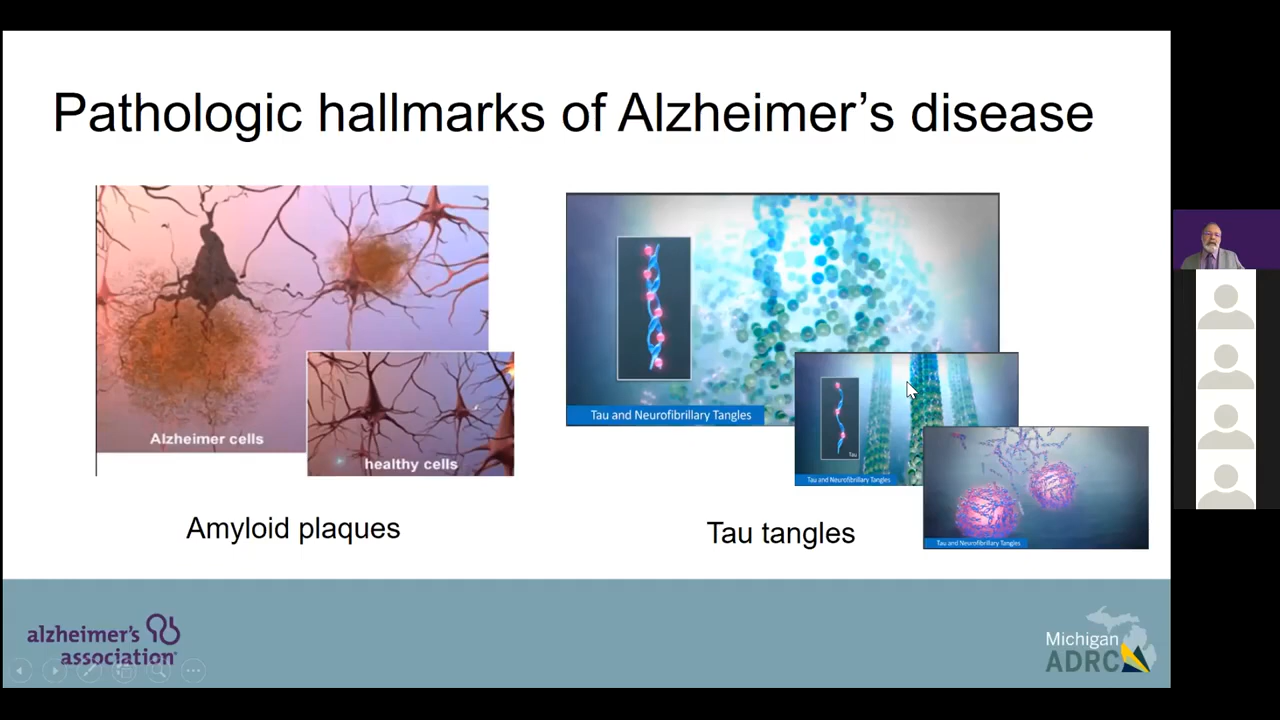 Pathologic hallmarks of Alzheimer's disease
Alzheimer cells
healthy cells
Amyloid plaques
Tau and Neurofibrillary Tangles
Tau
Tau and Neurofibrillary Tangles
Tau and Neurofibrillary Tangles
Tau tangles
alzheimer's
association®
Michigan
ADRC